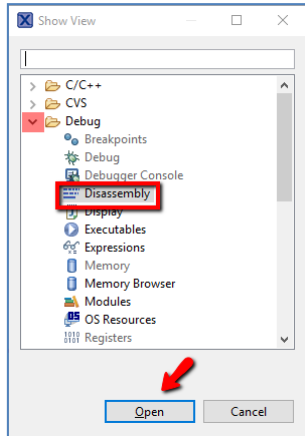 Show View
C/C++
CVS
Debug
Breakpoints
Debug
Debugger Console
Disassembly
Display
Executables
Expressions
Memory
Memory Browser
Modules
OS Resources
Registers
Open
Cancel